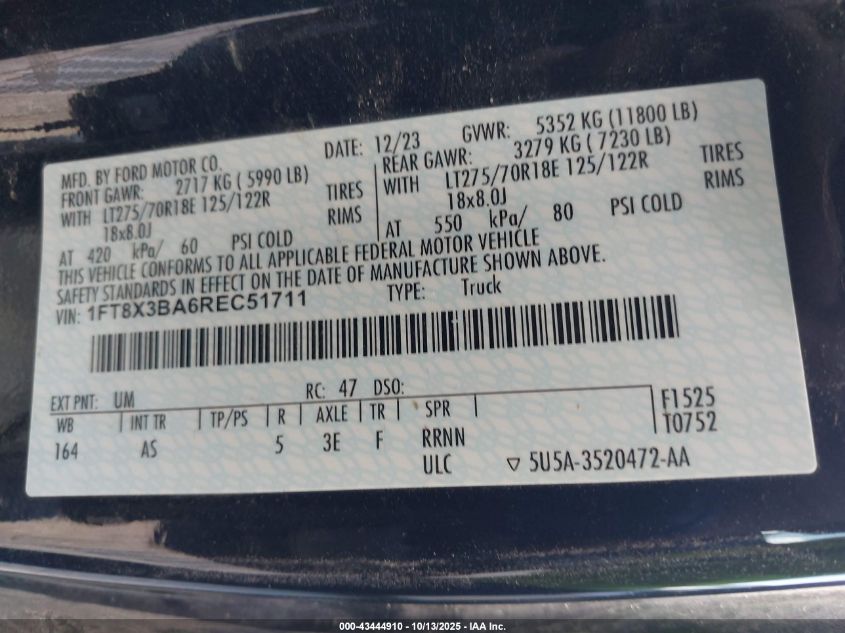 MFD. BY FORD MOTOR CO. DATE: 12/23 GVWR: 5352 KG (11800 LB)
FRONT GAWR: 2717 KG ( 5990 LB) REAR GAWR: 3279 KG ( 7230 LB)
WITH LT275/70R18E 125/122R TIRES WITH LT275/70R18E 125/122R TIRES
18x8.0J RIMS 18x8.0J RIMS
AT 420 kPa/ 60 PSI COLD AT 550 kPa/ 80 PSI COLD
THIS VEHICLE CONFORMS TO ALL APPLICABLE FEDERAL MOTOR VEHICLE
SAFETY STANDARDS IN EFFECT ON THE DATE OF MANUFACTURE SHOWN ABOVE.
VIN: 1FT8X3BA6REC51711 TYPE: Truck
EXT PNT: UM RC: 47 DSO:
WB INT TR TP/PS R AXLE TR SPR F1525
164 AS 5 3E F RRNN T0752
ULC ▽ 5U5A-3520472-AA
000-43444910 - 10/13/2025 - IAA Inc.